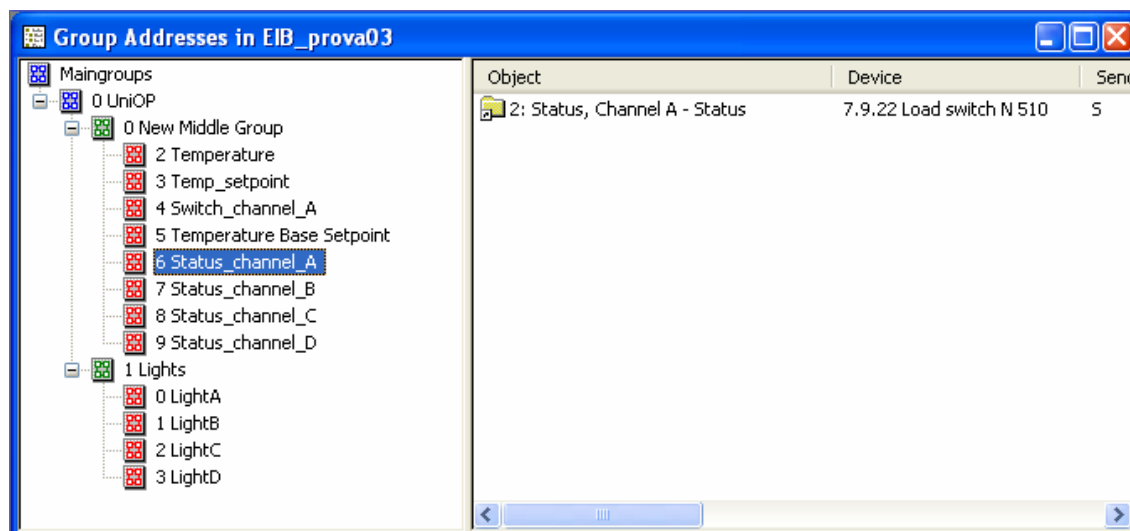 Group Addresses in EIB_prova03
Maingroups
0 UniOP
0 New Middle Group
2 Temperature
3 Temp_setpoint
4 Switch_channel_A
5 Temperature Base Setpoint
6 Status_channel_A
7 Status_channel_B
8 Status_channel_C
9 Status_channel_D
1 Lights
0 LightA
1 LightB
2 LightC
3 LightD
Object Device Send
2: Status, Channel A - Status 7.9.22 Load switch N 510 S